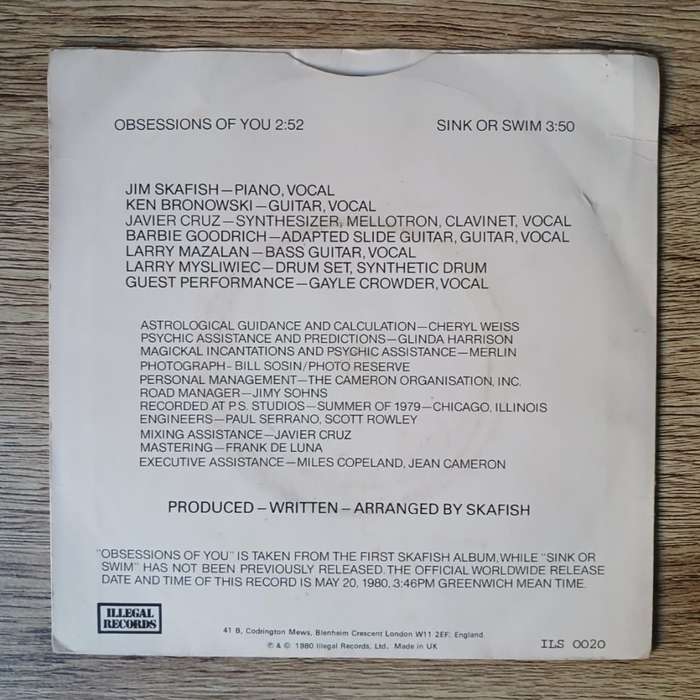 OBSESSIONS OF YOU 2:52 SINK OR SWIM 3:50
JIM SKAFISH—PIANO, VOCAL
KEN BRONOWSKI—GUITAR, VOCAL
JAVIER CRUZ—SYNTHESIZER, MELLOTRON, CLAVINET, VOCAL
BARBIE GOODRICH—ADAPTED SLIDE GUITAR, GUITAR, VOCAL
LARRY MAZALAN—BASS GUITAR, VOCAL
LARRY MYSLIWIEC—DRUM SET, SYNTHETIC DRUM
GUEST PERFORMANCE—GAYLE CROWDER, VOCAL
ASTROLOGICAL GUIDANCE AND CALCULATION—CHERYL WEISS
PSYCHIC ASSISTANCE AND PREDICTIONS—GLINDA HARRISON
MAGICKAL INCANTATIONS AND PSYCHIC ASSISTANCE—MERLIN
PHOTOGRAPH- BILL SOSIN/PHOTO RESERVE
PERSONAL MANAGEMENT—THE CAMERON ORGANISATION, INC.
ROAD MANAGER—JIMY SOHNS
RECORDED AT P.S. STUDIOS—SUMMER OF 1979—CHICAGO, ILLINOIS
ENGINEERS—PAUL SERRANO, SCOTT ROWLEY
MIXING ASSISTANCE—JAVIER CRUZ
MASTERING—FRANK DE LUNA
EXECUTIVE ASSISTANCE—MILES COPELAND, JEAN CAMERON
PRODUCED – WRITTEN – ARRANGED BY SKAFISH
"OBSESSIONS OF YOU" IS TAKEN FROM THE FIRST SKAFISH ALBUM, WHILE "SINK OR
SWIM" HAS NOT BEEN PREVIOUSLY RELEASED. THE OFFICIAL WORLDWIDE RELEASE
DATE AND TIME OF THIS RECORD IS MAY 20, 1980, 3:46PM GREENWICH MEAN TIME.
ILLEGAL
RECORDS
41 B, Codrington Mews, Blenheim Crescent London W11 2EF. England
℗ & © 1980 Illegal Records, Ltd. Made in UK
ILS 0020